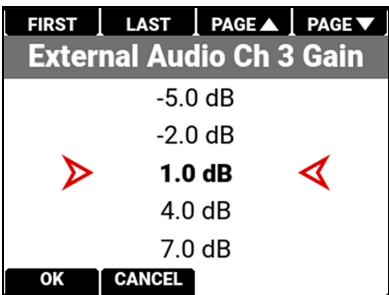 FIRST LAST PAGE▲ PAGE▼
External Audio Ch 3 Gain
-5.0 dB
-2.0 dB
1.0 dB
4.0 dB
7.0 dB
OK CANCEL